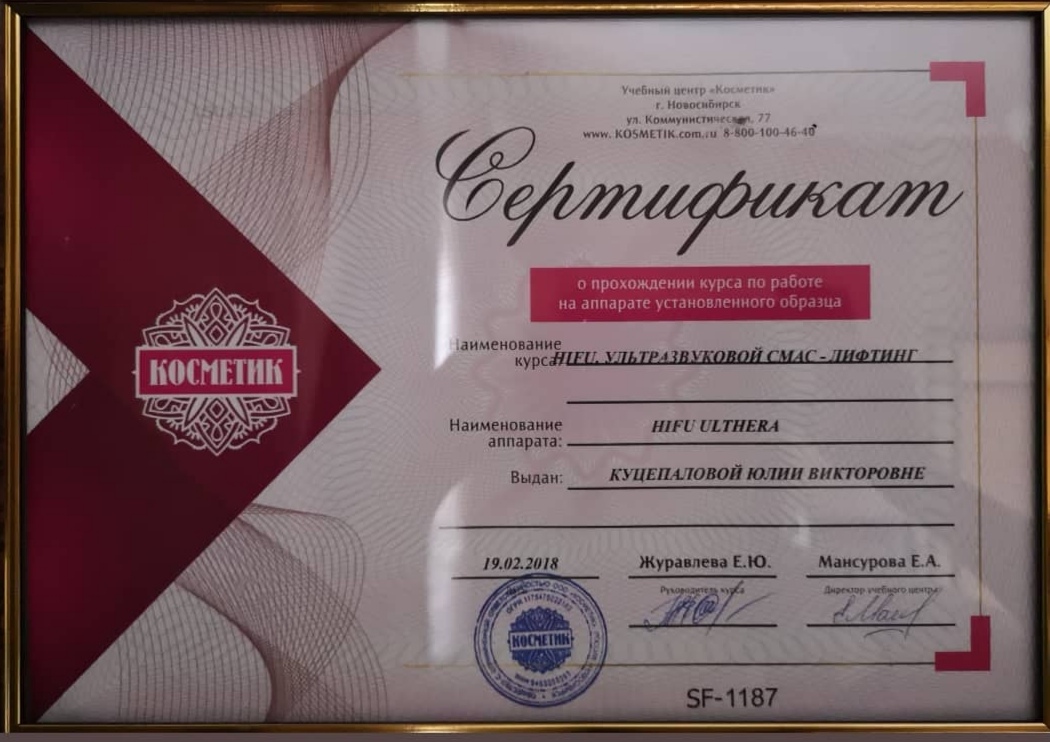 Учебный центр «Косметик»
г. Новосибирск
ул. Коммунистическая, 77
www. KOSMETIK.com.ru 8-800-100-46-40
Сертификат
о прохождении курса по работе
на аппарате установленного образца
КОСМЕТИК
Наименование
курса: HIFU. УЛЬТРАЗВУКОВОЙ СМАС - ЛИФТИНГ
Наименование
аппарата: HIFU ULTHERA
Выдан: КУЦЕПАЛОВОЙ ЮЛИИ ВИКТОРОВНЕ
19.02.2018 Журавлева Е.Ю. Мансурова Е.А.
Руководитель курса Директор учебного центра
КОСМЕТИК
SF-1187